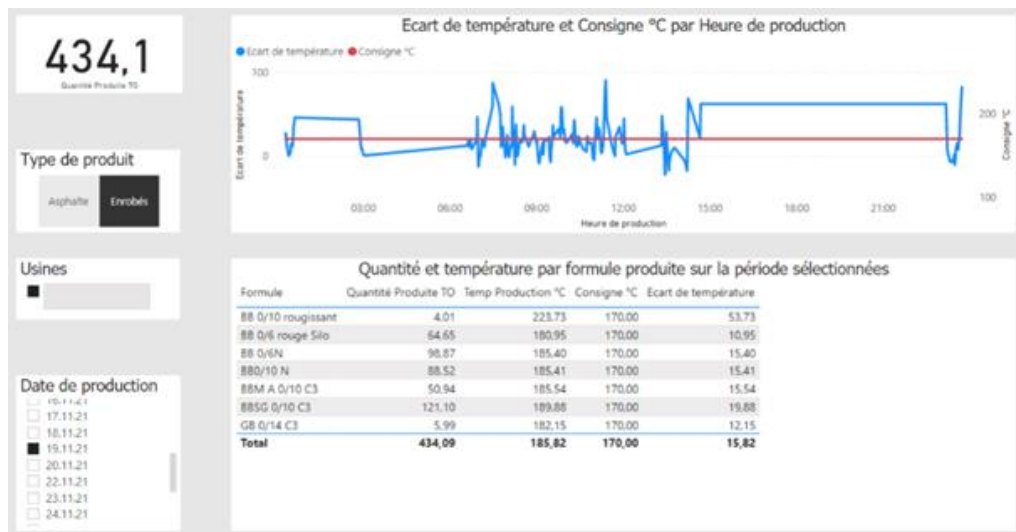 434,1
Quantité Produite TO
Type de produit
Asphalte Enrobés
Usines
Date de production
17.11.21
18.11.21
19.11.21
20.11.21
22.11.21
23.11.21
24.11.21
Ecart de température et Consigne °C par Heure de production
Ecart de température Consigne °C
100
0
Ecart de température
200
100
Consigne °C
03:00 06:00 09:00 12:00 15:00 18:00 21:00
Heure de production
Quantité et température par formule produite sur la période sélectionnées
Formule Quantité Produite TO Temp Production °C Consigne °C Ecart de température
BB 0/10 rougissant 4,01 223,73 170,00 53,73
BB 0/6 rouge Silo 64,65 180,95 170,00 10,95
BB 0/6N 98,87 185,40 170,00 15,40
BB0/10 N 88,52 185,41 170,00 15,41
BBM A 0/10 C3 50,94 185,54 170,00 15,54
BBSG 0/10 C3 121,10 189,88 170,00 19,88
GB 0/14 C3 5,99 182,15 170,00 12,15
Total 434,09 185,82 170,00 15,82